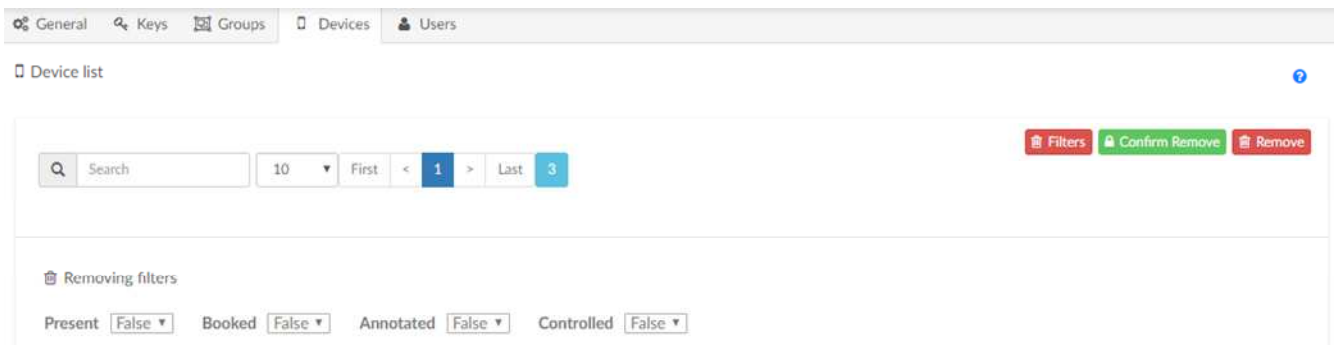 General Keys Groups Devices Users
Device list
Filters Confirm Remove Remove
Search 10 First < 1 > Last 3
Removing filters
Present False Booked False Annotated False Controlled False